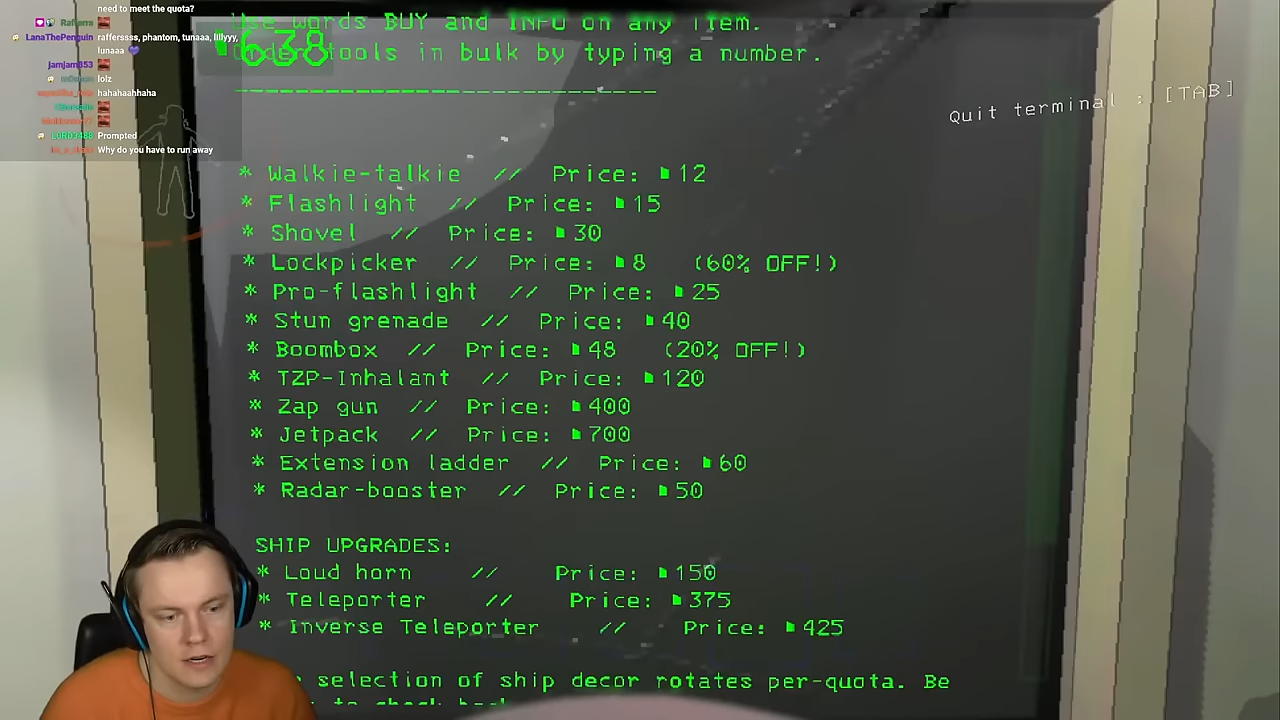 need to meet the quota?
LanaThePenguin rafferssss, phantom, tunaaa, lillyyy,
lunaaa
jamjam853
lolz
hahahaahhaha
L0RD3488 Prompted
Why do you have to run away
Use words BUY and INFO on any item.
638
tools in bulk by typing a number.
Quit terminal : [TAB]
* Walkie-talkie // Price: 12
* Flashlight // Price: 15
* Shovel // Price: 30
* Lockpicker // Price: 8 (60% OFF!)
* Pro-flashlight // Price: 25
* Stun grenade // Price: 40
* Boombox // Price: 48 (20% OFF!)
* TZP-Inhalant // Price: 120
* Zap gun // Price: 400
* Jetpack // Price: 700
* Extension ladder // Price: 60
* Radar-booster // Price: 50
SHIP UPGRADES:
* Loud horn // Price: 150
* Teleporter // Price: 375
* Inverse Teleporter // Price: 425
selection of ship decor rotates per-quota. Be